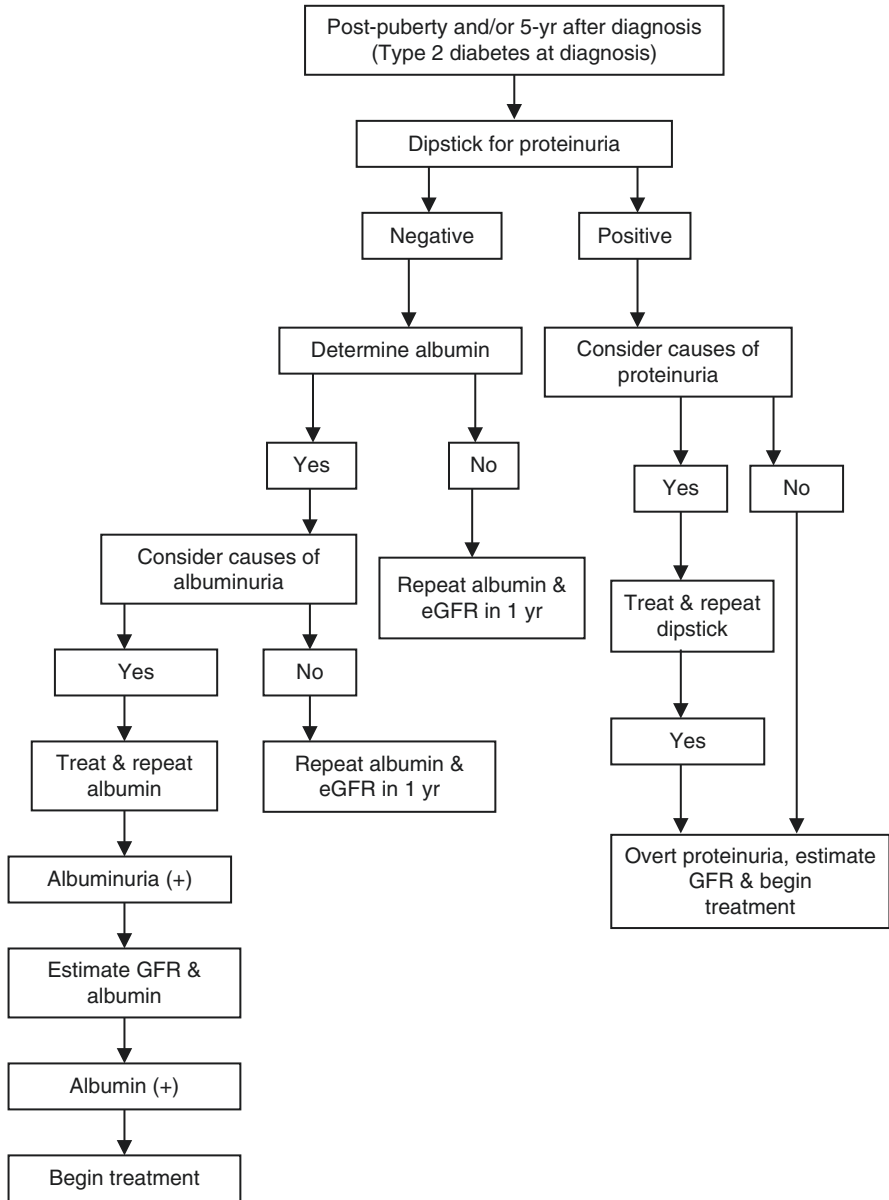 Post-puberty and/or 5-yr after diagnosis
(Type 2 diabetes at diagnosis)
Dipstick for proteinuria
Negative
Positive
Determine albumin
Consider causes of
proteinuria
Yes
No
Yes
No
Consider causes of
albuminuria
Repeat albumin &
eGFR in 1 yr
Treat & repeat
dipstick
Yes
No
Yes
Treat & repeat
albumin
Repeat albumin &
eGFR in 1 yr
Overt proteinuria, estimate
GFR & begin
treatment
Albuminuria (+)
Estimate GFR &
albumin
Albumin (+)
Begin treatment